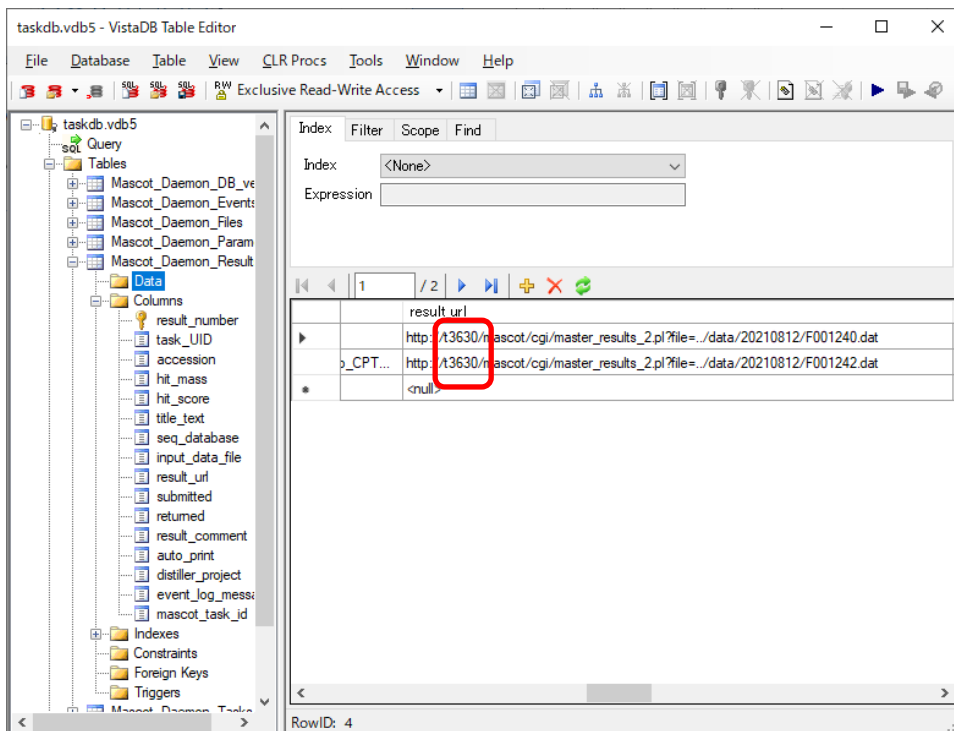 taskdb.vdb5 - VistaDB Table Editor
File Database Table View CLR Procs Tools Window Help
Exclusive Read-Write Access
taskdb.vdb5
Query
Tables
Mascot_Daemon_DB_ve
Mascot_Daemon_Events
Mascot_Daemon_Files
Mascot_Daemon_Param
Mascot_Daemon_Result
Data
Columns
result_number
task_UID
accession
hit_mass
hit_score
title_text
seq_database
input_data_file
result_url
submitted
returned
result_comment
auto_print
distiller_project
event_log_messa
mascot_task_id
Indexes
Constraints
Foreign Keys
Triggers
Mascot_Daemon_Tasks
Index Filter Scope Find
Index <None>
Expression
1 / 2
result url
http://t3630/mascot/cgi/master_results_2.pl?file=../data/20210812/F001240.dat
o_CPT... http://t3630/mascot/cgi/master_results_2.pl?file=../data/20210812/F001242.dat
<null>
RowID: 4